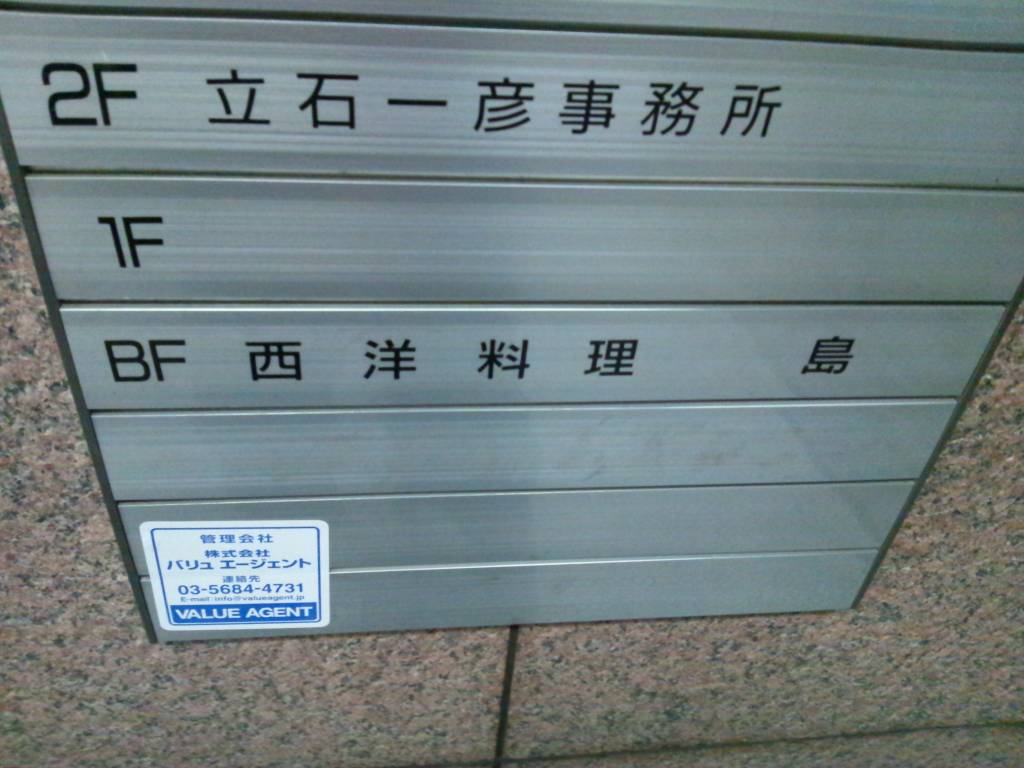 2F 立石一彦事務所
1F
BF 西洋料理 島
管理会社
株式会社
バリュエージェント
連絡先
03-5684-4731
E-mail:info@valueagent.jp
VALUE AGENT